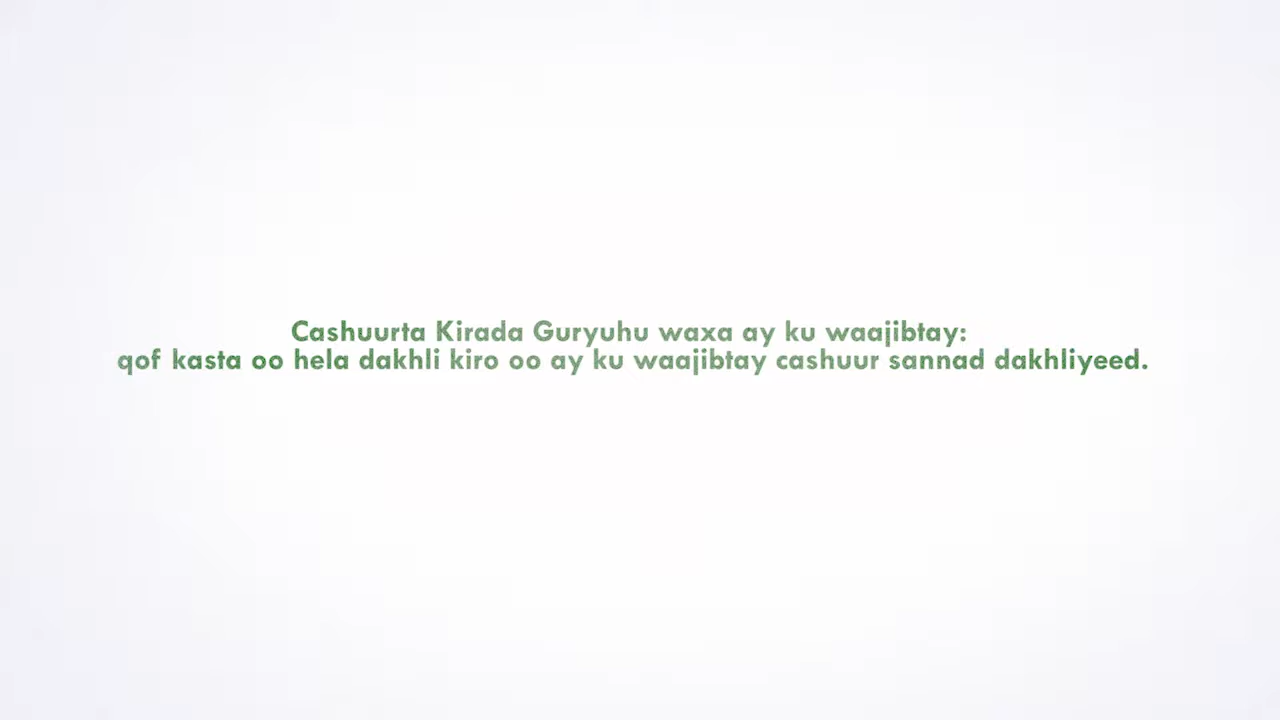 Cashuurta Kirada Guryuhu waxa ay ku waajibtay:
qof kasta oo hela dakhli kiro oo ay ku waajibtay cashuur sannad dakhliyeed.